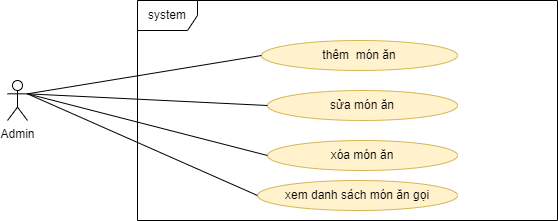 system
thêm món ăn
sửa món ăn
Admin
xóa món ăn
xem danh sách món ăn gọi